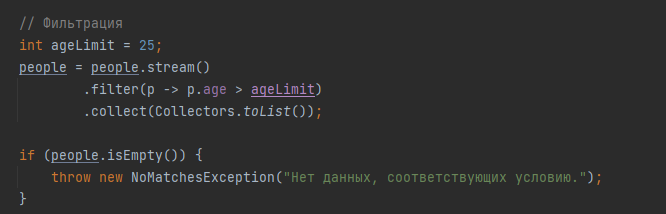 // Фильтрация
int ageLimit = 25;
people = people.stream()
.filter(p -> p.age > ageLimit)
.collect(Collectors.toList());
if (people.isEmpty()) {
throw new NoMatchesException("Нет данных, соответствующих условию.");
}